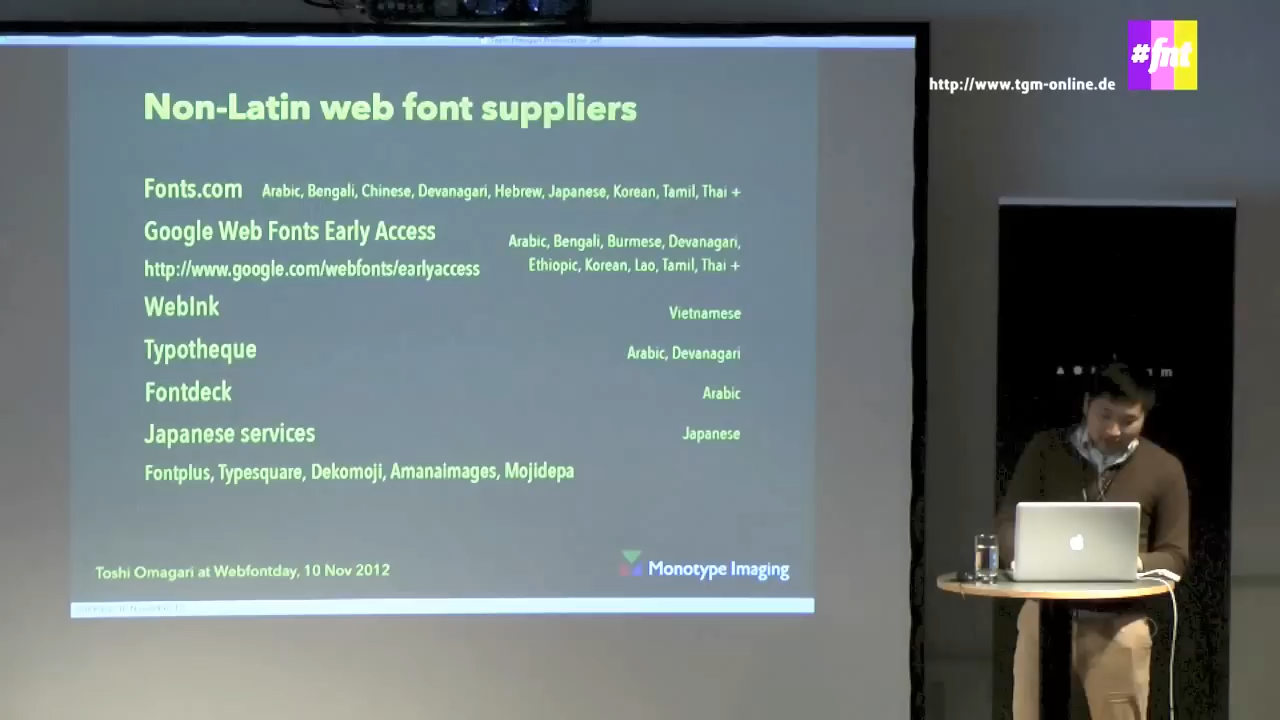 Non-Latin web font suppliers
Fonts.com Arabic, Bengali, Chinese, Devanagari, Hebrew, Japanese, Korean, Tamil, Thai +
Google Web Fonts Early Access Arabic, Bengali, Burmese, Devanagari,
http://www.google.com/webfonts/earlyaccess Ethiopic, Korean, Lao, Tamil, Thai +
WebInk Vietnamese
Typotheque Arabic, Devanagari
Fontdeck Arabic
Japanese services Japanese
Fontplus, Typesquare, Dekomoji, Amanaimages, Mojidepa
Toshi Omagari at Webfontday, 10 Nov 2012
Monotype Imaging
#fnt
http://www.tgm-online.de